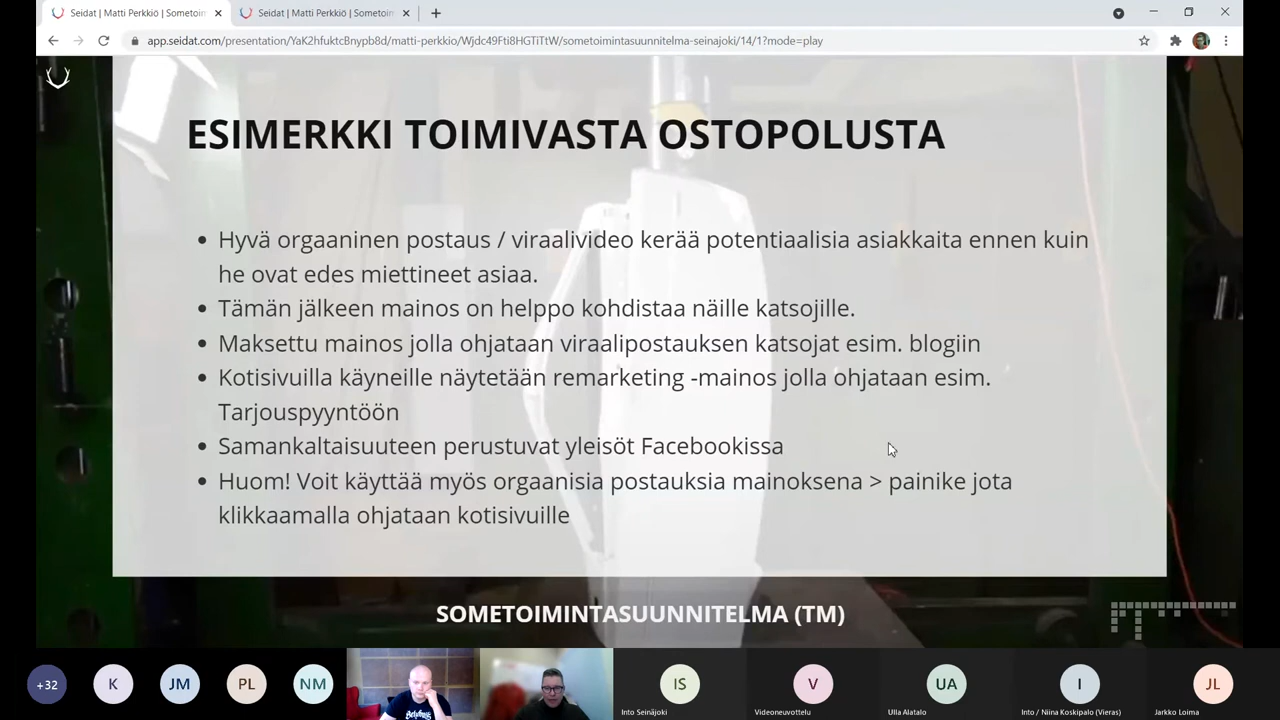 Seidat | Matti Perkkiö | Sometoim
Seidat | Matti Perkkiö | Sometoim
app.seidat.com/presentation/YaK2hfuktcBnypb8d/matti-perkkio/Wjdc49Fti8HGTiTtW/sometoimintasuunnitelma-seinajoki/14/1?mode=play
ESIMERKKI TOIMIVASTA OSTOPOLUSTA
• Hyvä orgaaninen postaus / viraalivideo kerää potentiaalisia asiakkaita ennen kuin
he ovat edes miettineet asiaa.
• Tämän jälkeen mainos on helppo kohdistaa näille katsojille.
• Maksettu mainos jolla ohjataan viraalipostauksen katsojat esim. blogiin
• Kotisivuilla käyneille näytetään remarketing -mainos jolla ohjataan esim.
Tarjouspyyntöön
• Samankaltaisuuteen perustuvat yleisöt Facebookissa
• Huom! Voit käyttää myös orgaanisia postauksia mainoksena > painike jota
klikkaamalla ohjataan kotisivuille
SOMETOIMINTASUUNNITELMA (TM)
+32 K JM PL NM IS V UA I JL
Into Seinäjoki Videoneuvottelu Ulla Alatalo Into / Niina Koskipalo (Vieras) Jarkko Loima